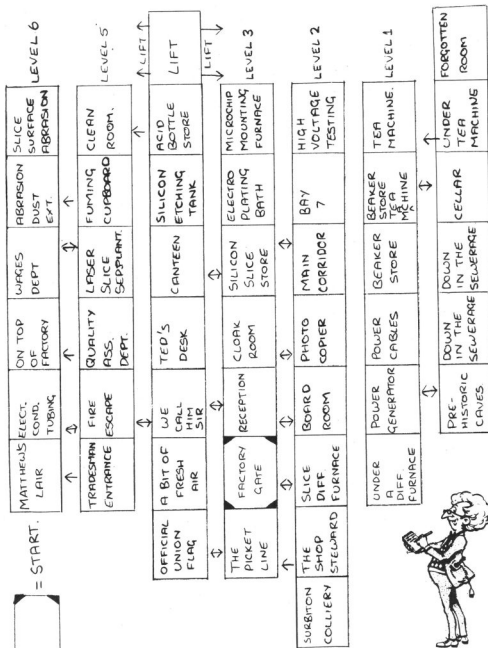 = START.
MATTHEWS
LAIR
ELECT.
COND.
TUBING
ON TOP
OF
FACTORY
WAGES
DEPT
ABRASION
DUST
EXT.
SLICE
SURFACE
ABRASION
LEVEL 6
TRADESMAN
ENTRANCE
FIRE
ESCAPE
QUALITY
ASS.
DEPT.
LASER
SLICE
SEP.PLANT.
FUMING
CUPBOARD
CLEAN
ROOM.
LEVEL 5
LIFT
OFFICIAL
UNION
FLAG
A BIT OF
FRESH
AIR
WE
CALL
HIM
SIR
TED'S
DESK
CANTEEN
SILICON
ETCHING
TANK
ACID
BOTTLE
STORE
LIFT
LIFT
THE
PICKET
LINE
FACTORY
GATE
RECEPTION
CLOAK
ROOM
SILICON
SLICE
STORE
ELECTRO
PLATING
BATH
MICROCHIP
MOUNTING
FURNACE
LEVEL 3
SURBITON
COLLIERY
THE
SHOP
STEWARD
SLICE
DIFF.
FURNACE
BOARD
ROOM
PHOTO
COPIER
MAIN
CORRIDOR
BAY
7
HIGH
VOLTAGE
TESTING
LEVEL 2
UNDER
A
DIFF.
FURNACE
POWER
GENERATOR
POWER
CABLES
BEAKER
STORE
BEAKER
STORE
TEA
MCHINE
A
TEA
MACHINE.
LEVEL 1
PRE-
HISTORIC
CAVES
DOWN
IN THE
SEWERAGE
DOWN
IN THE
SEWERAGE
CELLAR
UNDER
TEA
MACHINE
FORGOTTEN
ROOM